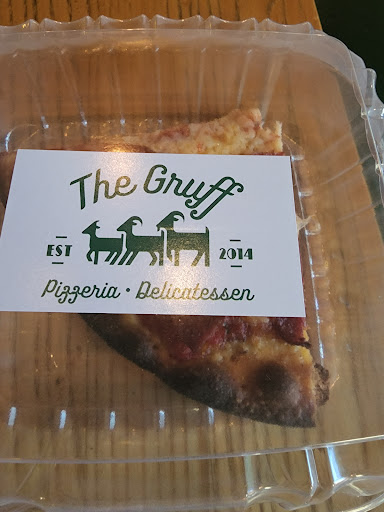 The Gruff
EST 2014
Pizzeria • Delicatessen